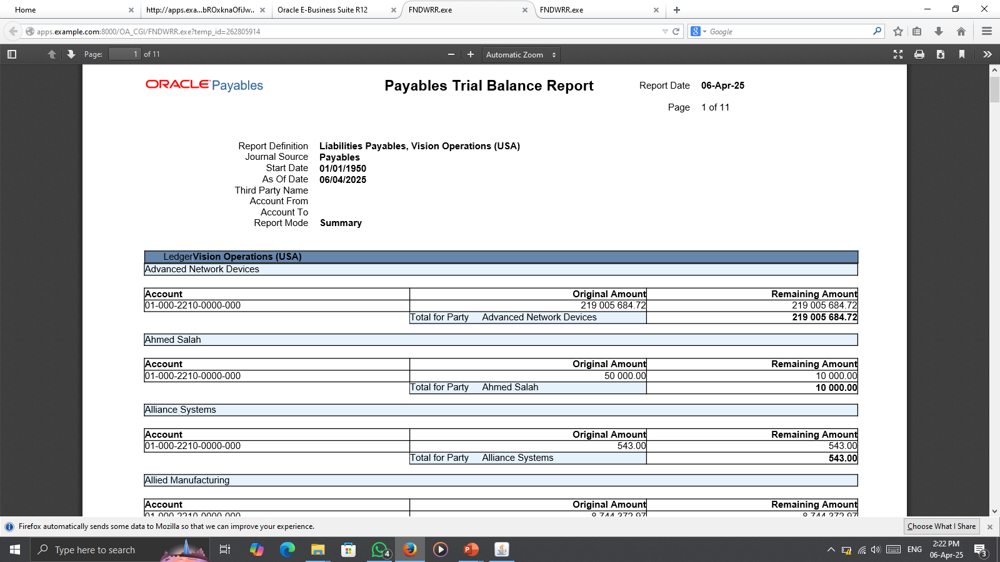 Home
http://apps.exa...bROxknaOfiJw...
Oracle E-Business Suite R12
FNDWRR.exe
FNDWRR.exe
apps.example.com:8000/OA_CGI/FNDWRR.exe?temp_id=262805914
8 Google
Page: 1 of 11
Automatic Zoom
ORACLE Payables
Payables Trial Balance Report
Report Date 06-Apr-25
Page 1 of 11
Report Definition Liabilities Payables, Vision Operations (USA)
Journal Source Payables
Start Date 01/01/1950
As Of Date 06/04/2025
Third Party Name
Account From
Account To
Report Mode Summary
LedgerVision Operations (USA)
Advanced Network Devices
Account Original Amount Remaining Amount
01-000-2210-0000-000 219 005 684.72 219 005 684.72
Total for Party Advanced Network Devices 219 005 684.72
Ahmed Salah
Account Original Amount Remaining Amount
01-000-2210-0000-000 50 000.00 10 000.00
Total for Party Ahmed Salah 10 000.00
Alliance Systems
Account Original Amount Remaining Amount
01-000-2210-0000-000 543.00 543.00
Total for Party Alliance Systems 543.00
Allied Manufacturing
Account Original Amount Remaining Amount
01-000-2210-0000-000 8 744 372.97 8 744 372.97
Firefox automatically sends some data to Mozilla so that we can improve your experience.
Choose What I Share
Type here to search
4
ENG
2:22 PM
06-Apr-25
3